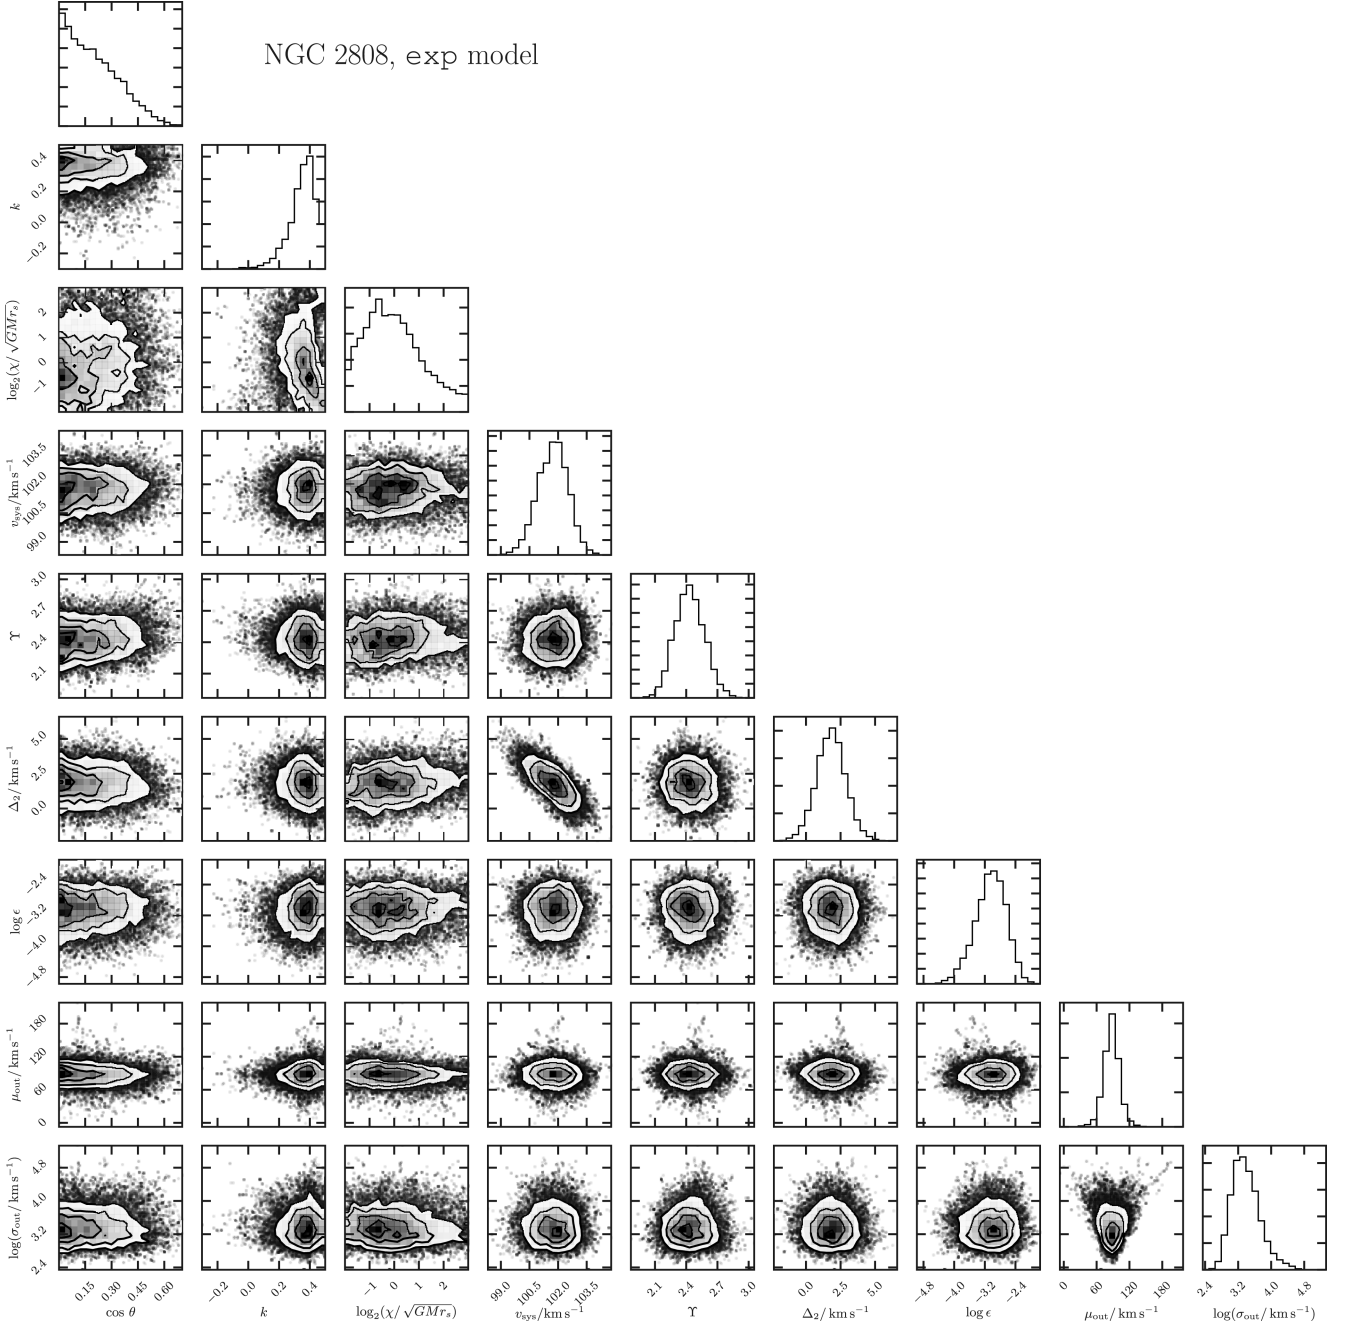 NGC 2808, exp model
0.4
0.2
0.0
−0.2
k
2
1
0
−1
log₂(χ/√GMrₛ)
103.5
102.0
100.5
99.0
v_sys/km s⁻¹
3.0
2.7
2.4
2.1
ϒ
5.0
2.5
0.0
Δ₂/km s⁻¹
−2.4
−3.2
−4.0
−4.8
log ϵ
180
120
60
0
μ_out/km s⁻¹
4.8
4.0
3.2
2.4
log(σ_out/km s⁻¹)
0.15 0.30 0.45 0.60
−0.2 0.0 0.2 0.4
−1 0 1 2
99.0 100.5 102.0 103.5
2.1 2.4 2.7 3.0
0.0 2.5 5.0
−4.8 −4.0 −3.2 −2.4
0 60 120 180
2.4 3.2 4.0 4.8
cos θ
k
log₂(χ/√GMrₛ)
v_sys/km s⁻¹
ϒ
Δ₂/km s⁻¹
log ϵ
μ_out/km s⁻¹
log(σ_out/km s⁻¹)